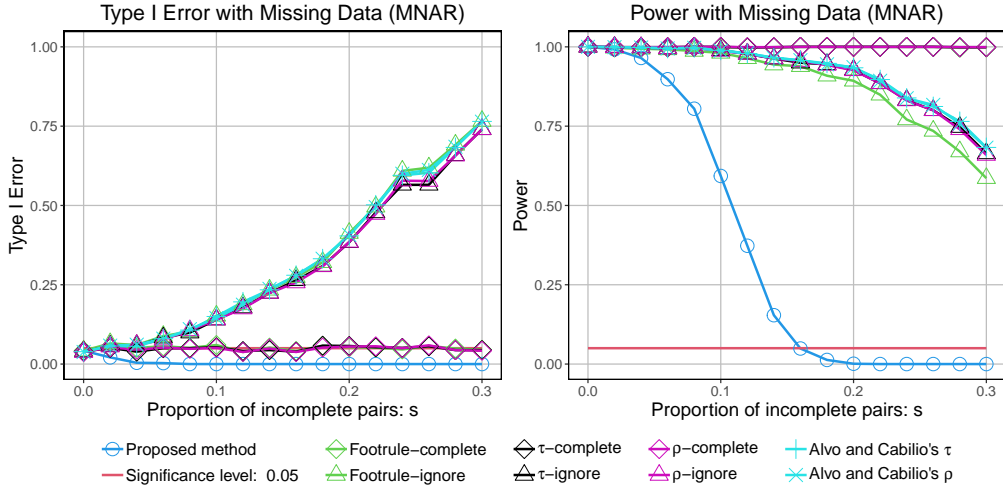 Type I Error with Missing Data (MNAR)
Power with Missing Data (MNAR)
Type I Error
1.00
0.75
0.50
0.25
0.00
0.0
0.1
0.2
0.3
Proportion of incomplete pairs: s
Power
1.00
0.75
0.50
0.25
0.00
0.0
0.1
0.2
0.3
Proportion of incomplete pairs: s
Proposed method
Footrule−complete
τ−complete
ρ−complete
Alvo and Cabilio's τ
Significance level: 0.05
Footrule−ignore
τ−ignore
ρ−ignore
Alvo and Cabilio's ρ